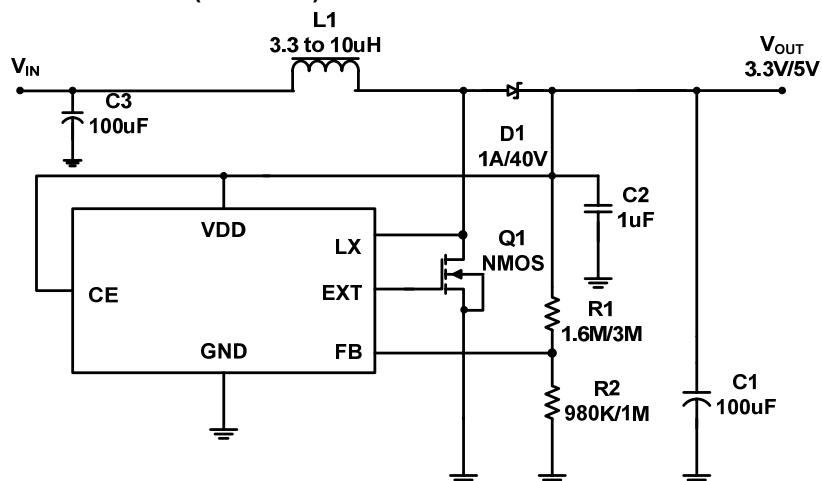 L1
3.3 to 10uH
VIN
VOUT
3.3V/5V
C3
100uF
D1
1A/40V
C2
1uF
VDD
LX
Q1
NMOS
CE
EXT
R1
1.6M/3M
GND
FB
R2
980K/1M
C1
100uF